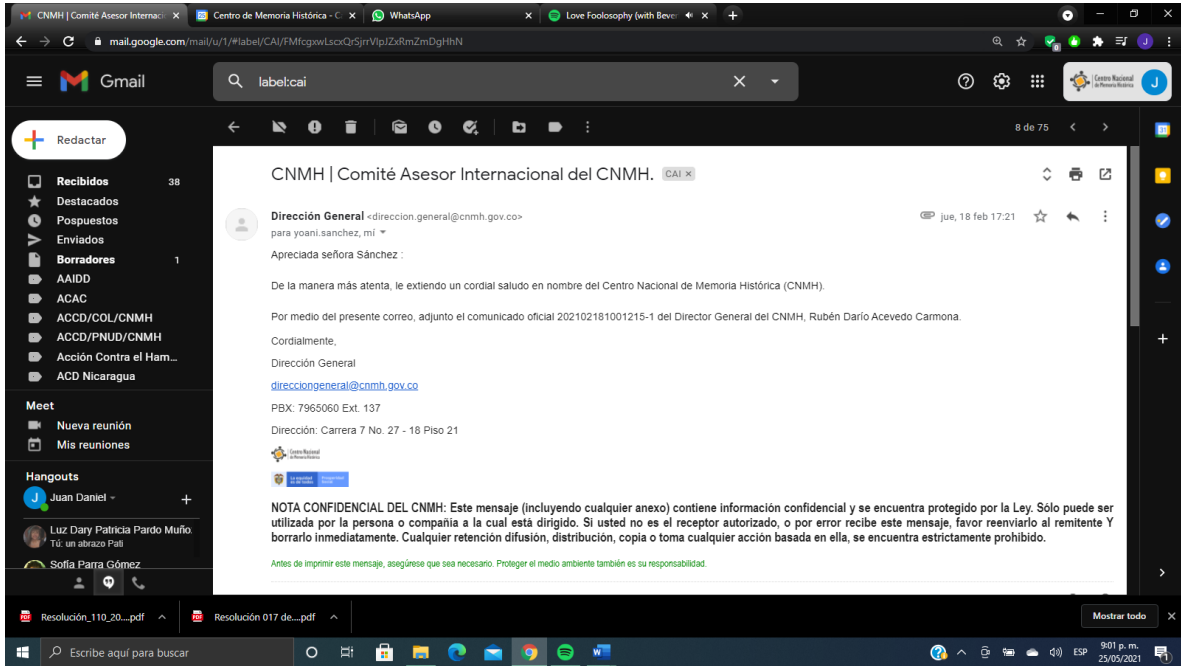 CNMH | Comité Asesor Internacio
Centro de Memoria Histórica - C
WhatsApp
Love Foolosophy (with Bever
mail.google.com/mail/u/1/#label/CAI/FMfcgxwLscxQrSjrrVlpJZxRmZmDgHhN
Gmail
label:cai
Centro Nacional
de Memoria Histórica
J
Redactar
8 de 75
Recibidos 38
Destacados
Pospuestos
Enviados
Borradores 1
AAIDD
ACAC
ACCD/COL/CNMH
ACCD/PNUD/CNMH
Acción Contra el Ham...
ACD Nicaragua
Meet
Nueva reunión
Mis reuniones
Hangouts
Juan Daniel
Luz Dary Patricia Pardo Muño
Tú: un abrazo Pati
Sofía Parra Gómez
CNMH | Comité Asesor Internacional del CNMH. CAI x
Dirección General <direccion.general@cnmh.gov.co>
jue, 18 feb 17:21
para yoani.sanchez, mí
Apreciada señora Sánchez :
De la manera más atenta, le extiendo un cordial saludo en nombre del Centro Nacional de Memoria Histórica (CNMH).
Por medio del presente correo, adjunto el comunicado oficial 202102181001215-1 del Director General del CNMH, Rubén Darío Acevedo Carmona.
Cordialmente,
Dirección General
direcciongeneral@cnmh.gov.co
PBX: 7965060 Ext. 137
Dirección: Carrera 7 No. 27 - 18 Piso 21
Centro Nacional
de Memoria Histórica
NOTA CONFIDENCIAL DEL CNMH: Este mensaje (incluyendo cualquier anexo) contiene información confidencial y se encuentra protegido por la Ley. Sólo puede ser
utilizada por la persona o compañia a la cual está dirigido. Si usted no es el receptor autorizado, o por error recibe este mensaje, favor reenviarlo al remitente Y
borrarlo inmediatamente. Cualquier retención difusión, distribución, copia o toma cualquier acción basada en ella, se encuentra estrictamente prohibido.
Antes de imprimir este mensaje, asegúrese que sea necesario. Proteger el medio ambiente también es su responsabilidad.
Resolución_110_20....pdf
Resolución 017 de....pdf
Mostrar todo
Escribe aquí para buscar
ESP
9:01 p. m.
25/05/2021